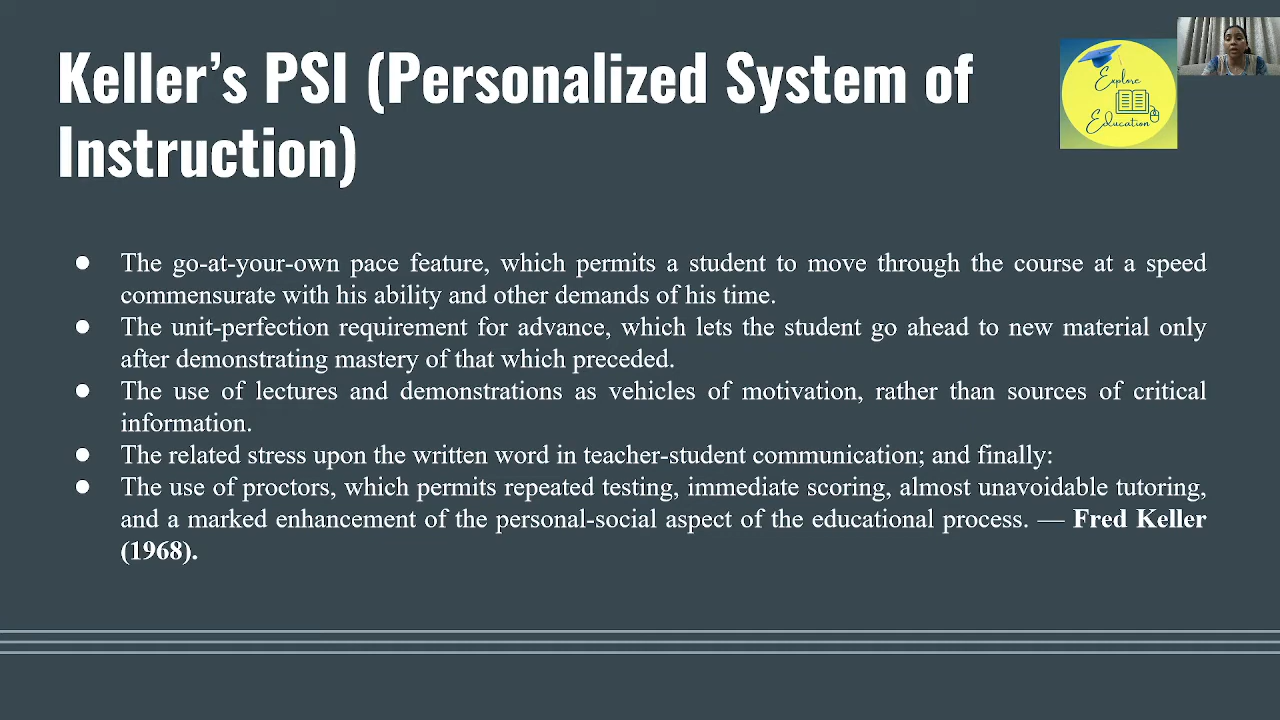 Keller’s PSI (Personalized System of
Instruction)
Explore
Education
● The go-at-your-own pace feature, which permits a student to move through the course at a speed
commensurate with his ability and other demands of his time.
● The unit-perfection requirement for advance, which lets the student go ahead to new material only
after demonstrating mastery of that which preceded.
● The use of lectures and demonstrations as vehicles of motivation, rather than sources of critical
information.
● The related stress upon the written word in teacher-student communication; and finally:
● The use of proctors, which permits repeated testing, immediate scoring, almost unavoidable tutoring,
and a marked enhancement of the personal-social aspect of the educational process. — Fred Keller
(1968).